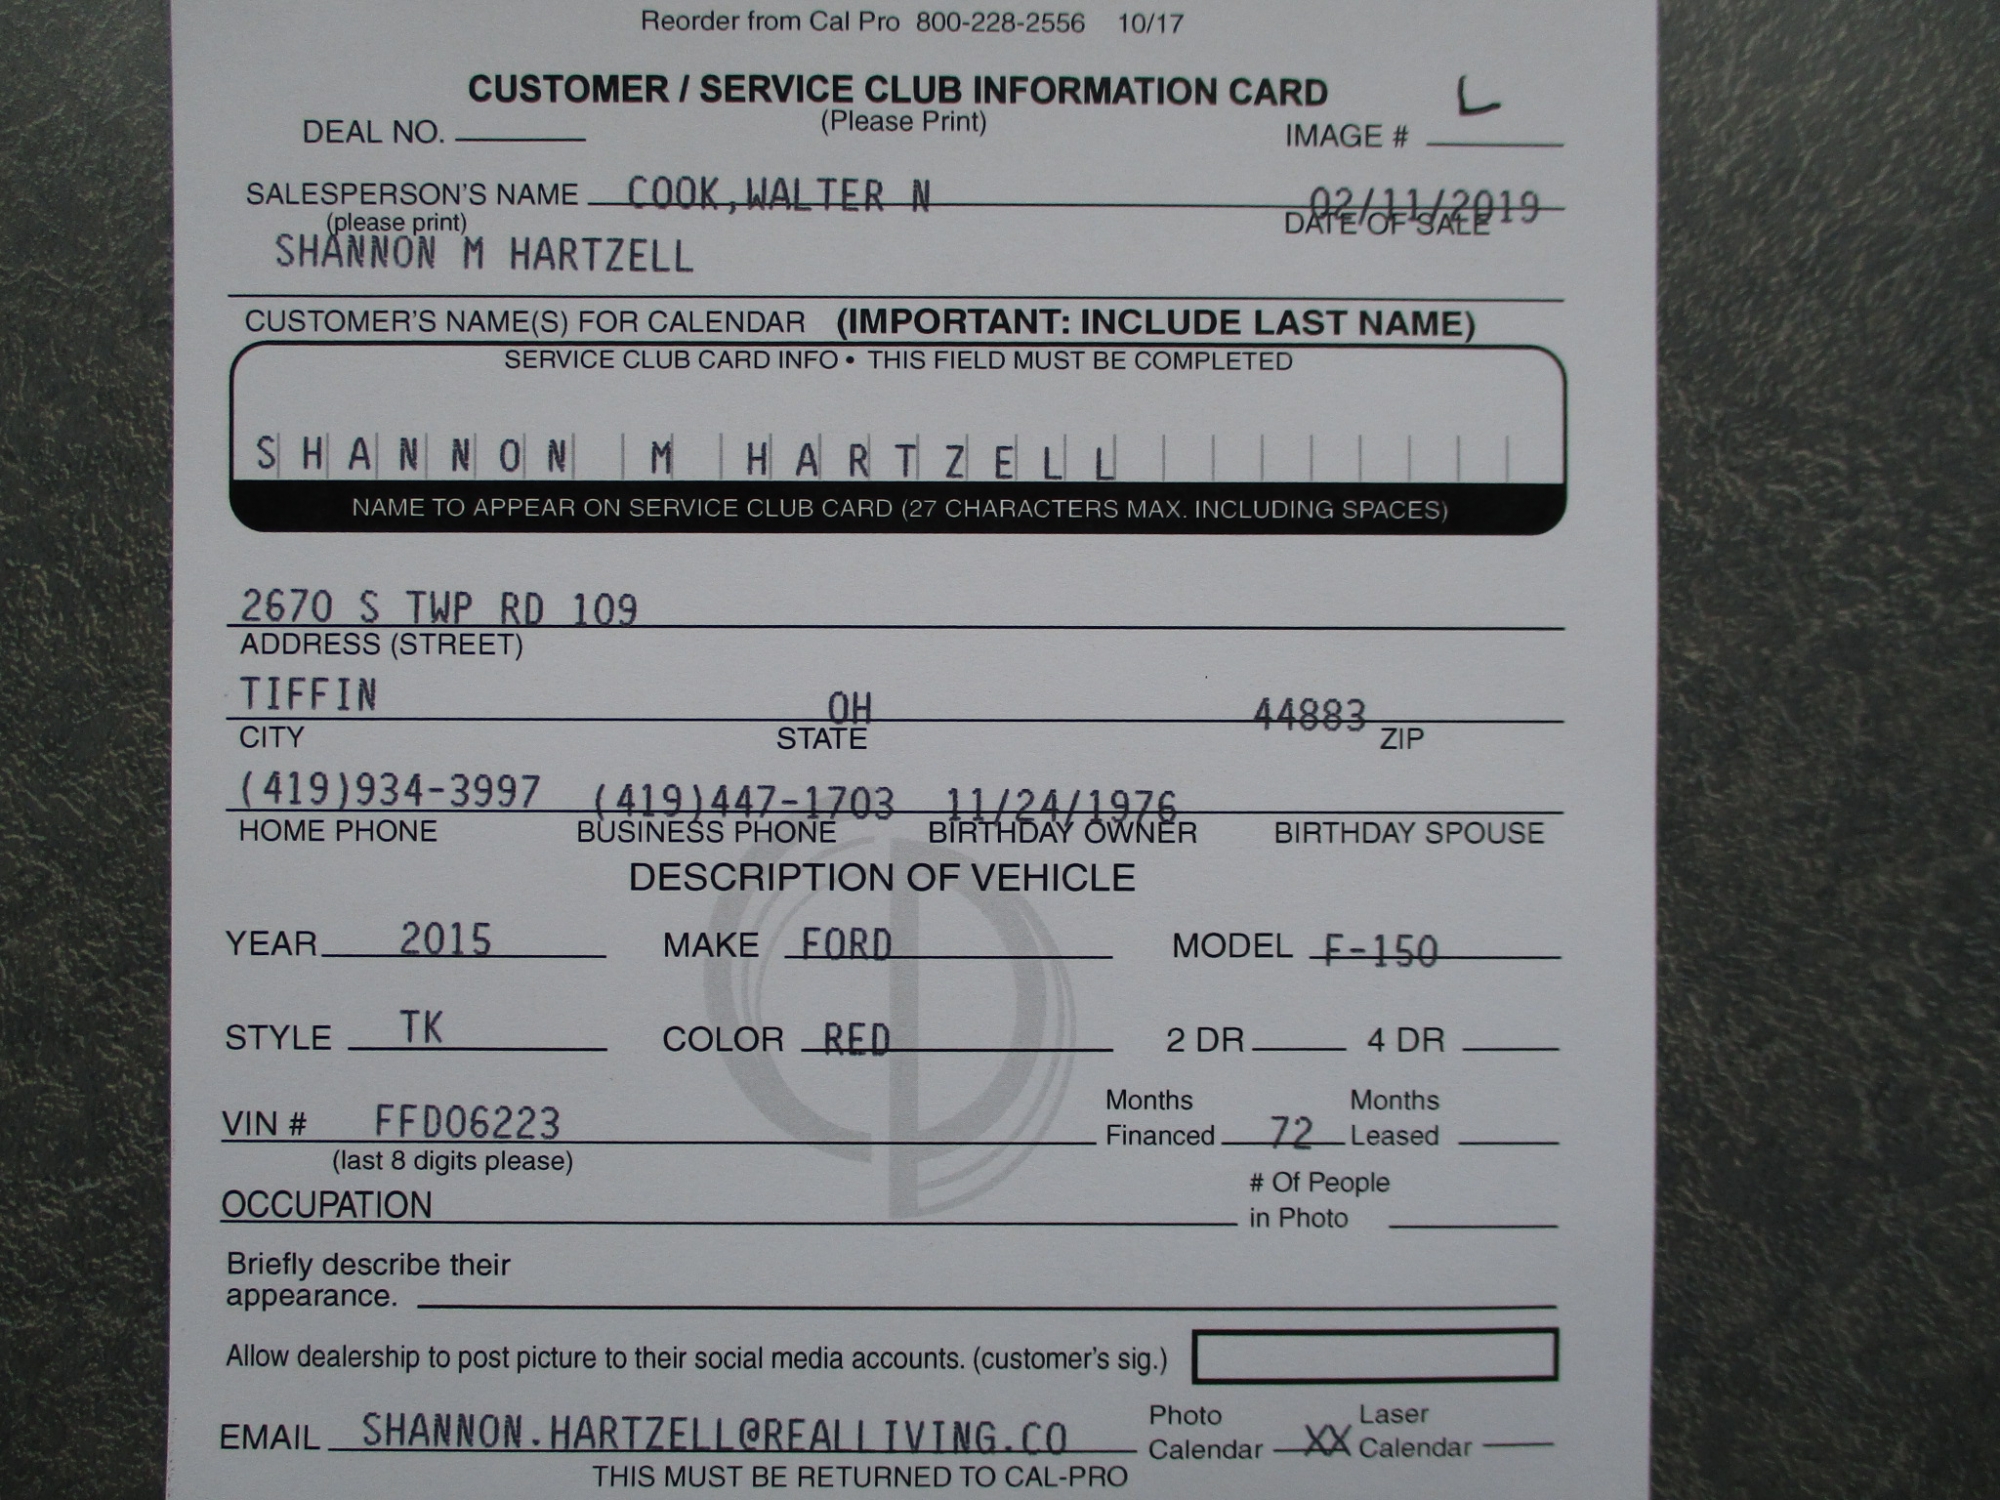 Reorder from Cal Pro 800-228-2556 10/17
CUSTOMER / SERVICE CLUB INFORMATION CARD L
DEAL NO. (Please Print) IMAGE #
SALESPERSON'S NAME COOK,WALTER N 02/11/2019
(please print) DATE OF SALE
SHANNON M HARTZELL
CUSTOMER'S NAME(S) FOR CALENDAR (IMPORTANT: INCLUDE LAST NAME)
SERVICE CLUB CARD INFO • THIS FIELD MUST BE COMPLETED
SHANNON M HARTZELL
NAME TO APPEAR ON SERVICE CLUB CARD (27 CHARACTERS MAX. INCLUDING SPACES)
2670 S TWP RD 109
ADDRESS (STREET)
TIFFIN OH 44883
CITY STATE ZIP
(419)934-3997 (419)447-1703 11/24/1976
HOME PHONE BUSINESS PHONE BIRTHDAY OWNER BIRTHDAY SPOUSE
DESCRIPTION OF VEHICLE
YEAR 2015 MAKE FORD MODEL F-150
STYLE TK COLOR RED 2 DR 4 DR
Months Months
VIN # FFD06223 Financed 72 Leased
(last 8 digits please)
# Of People
OCCUPATION in Photo
Briefly describe their
appearance.
Allow dealership to post picture to their social media accounts. (customer's sig.)
Photo Laser
EMAIL SHANNON.HARTZELL@REALLIVING.CO Calendar XX Calendar
THIS MUST BE RETURNED TO CAL-PRO